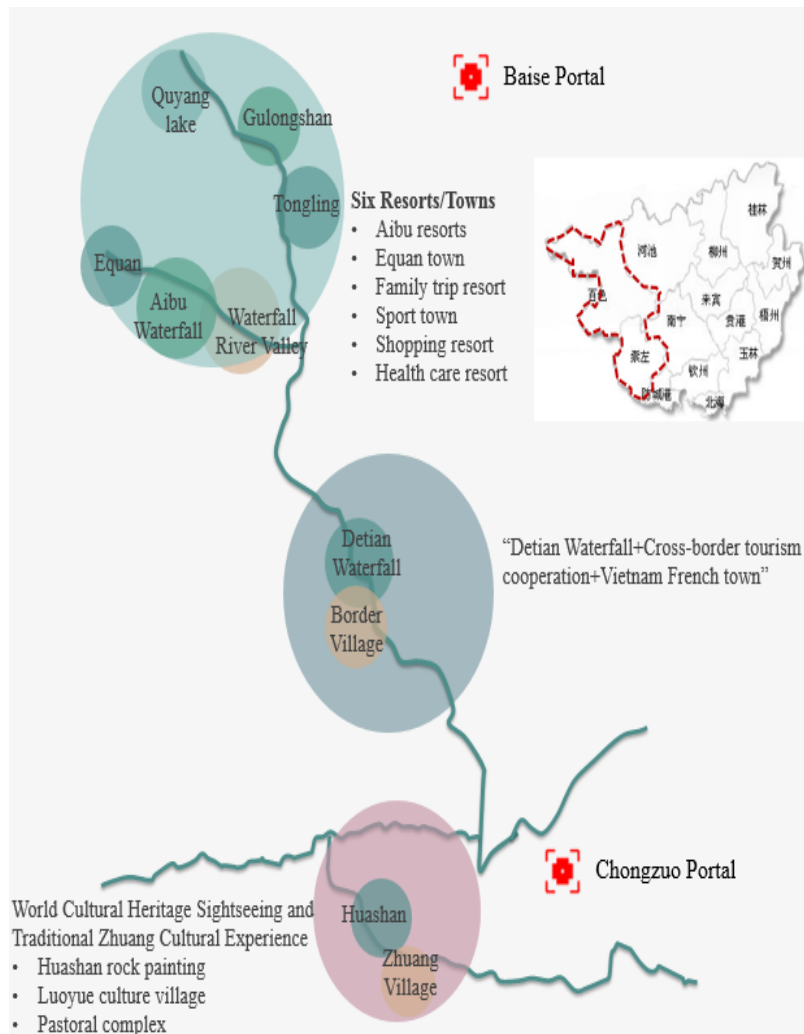 Baise Portal
Quyang
lake
Gulongshan
Tongling
Equan
Aibu
Waterfall
Waterfall
River Valley
Six Resorts/Towns
• Aibu resorts
• Equan town
• Family trip resort
• Sport town
• Shopping resort
• Health care resort
桂林
河池
柳州
贺州
百色
来宾
梧州
南宁
贵港
玉林
崇左
钦州
防城港
北海
Detian
Waterfall
Border
Village
“Detian Waterfall+Cross-border tourism
cooperation+Vietnam French town”
Chongzuo Portal
World Cultural Heritage Sightseeing and
Traditional Zhuang Cultural Experience
• Huashan rock painting
• Luoyue culture village
• Pastoral complex
Huashan
Zhuang
Village